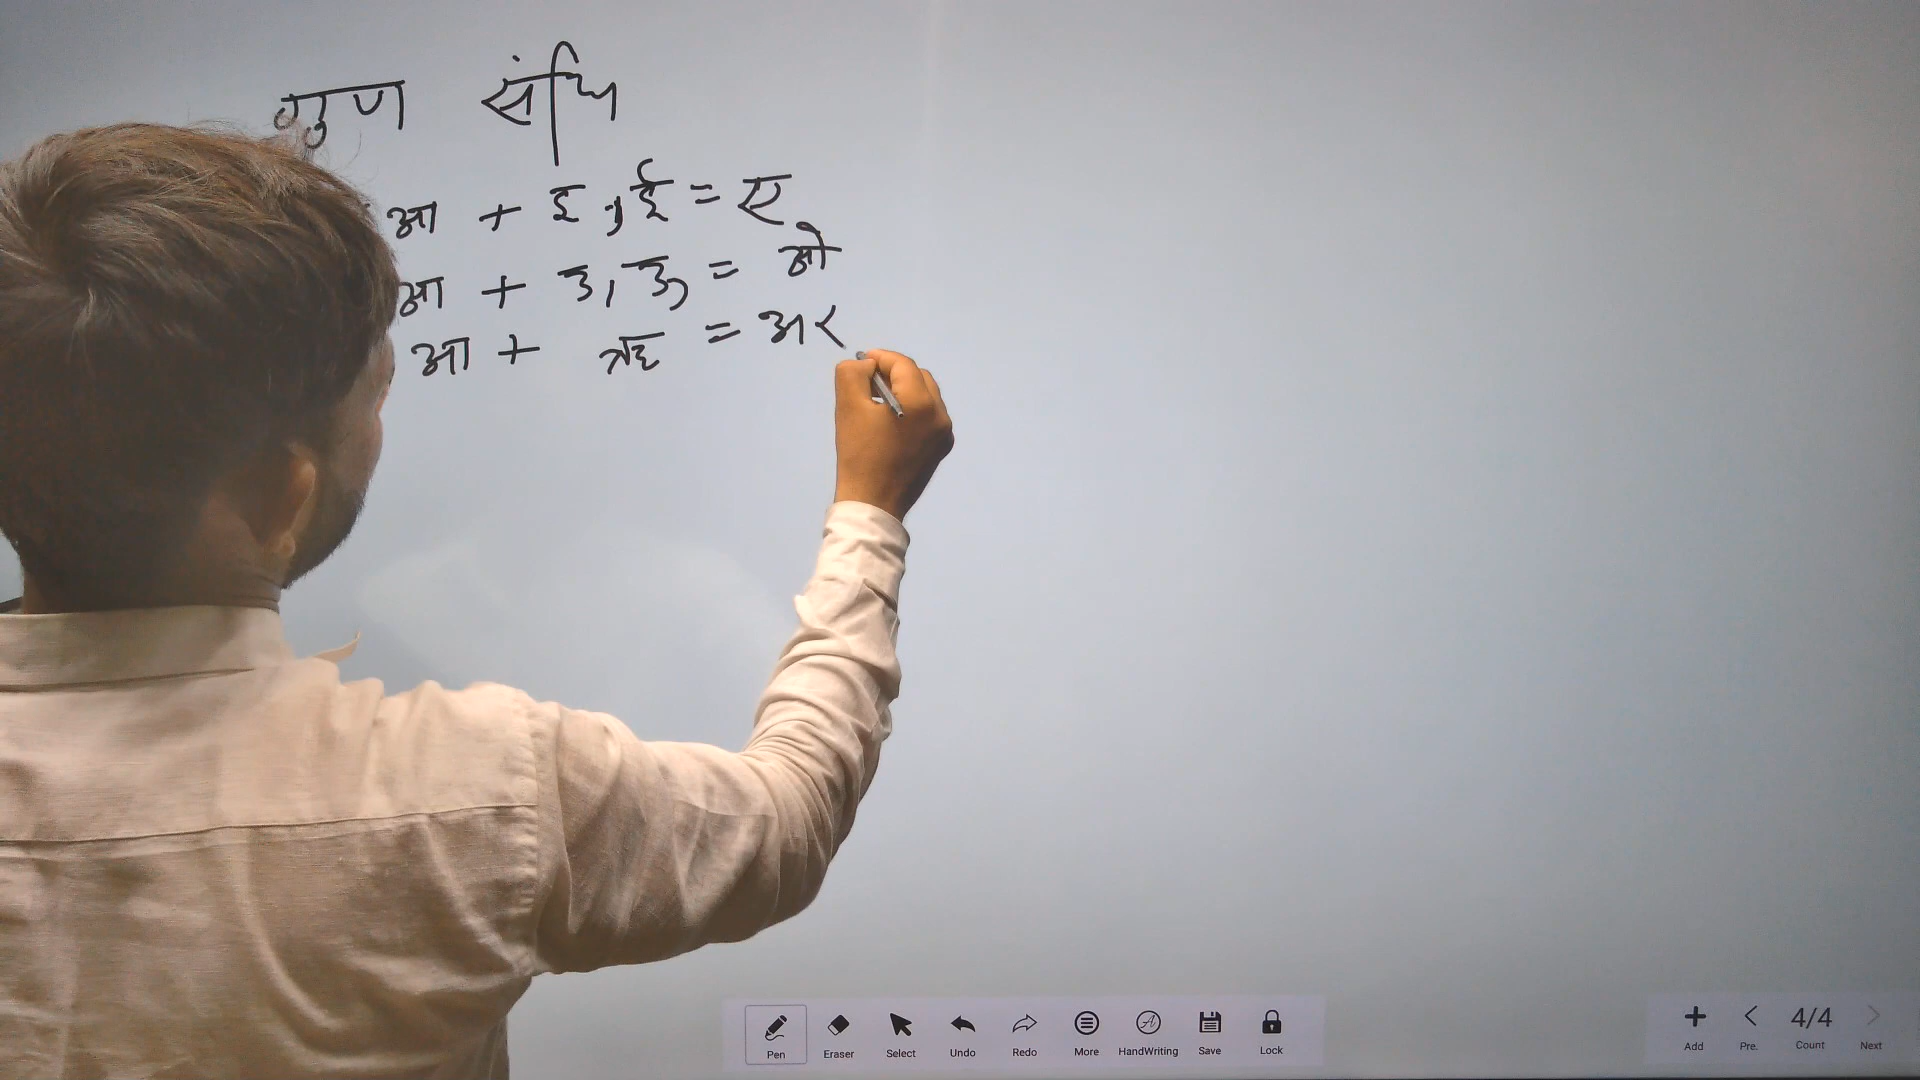 गुण संधि
आ + इ, ई = ए
आ + उ, ऊ = ओ
आ + ऋ = अर
Pen Eraser Select Undo Redo More HandWriting Save Lock
Add Pre. 4/4 Count Next